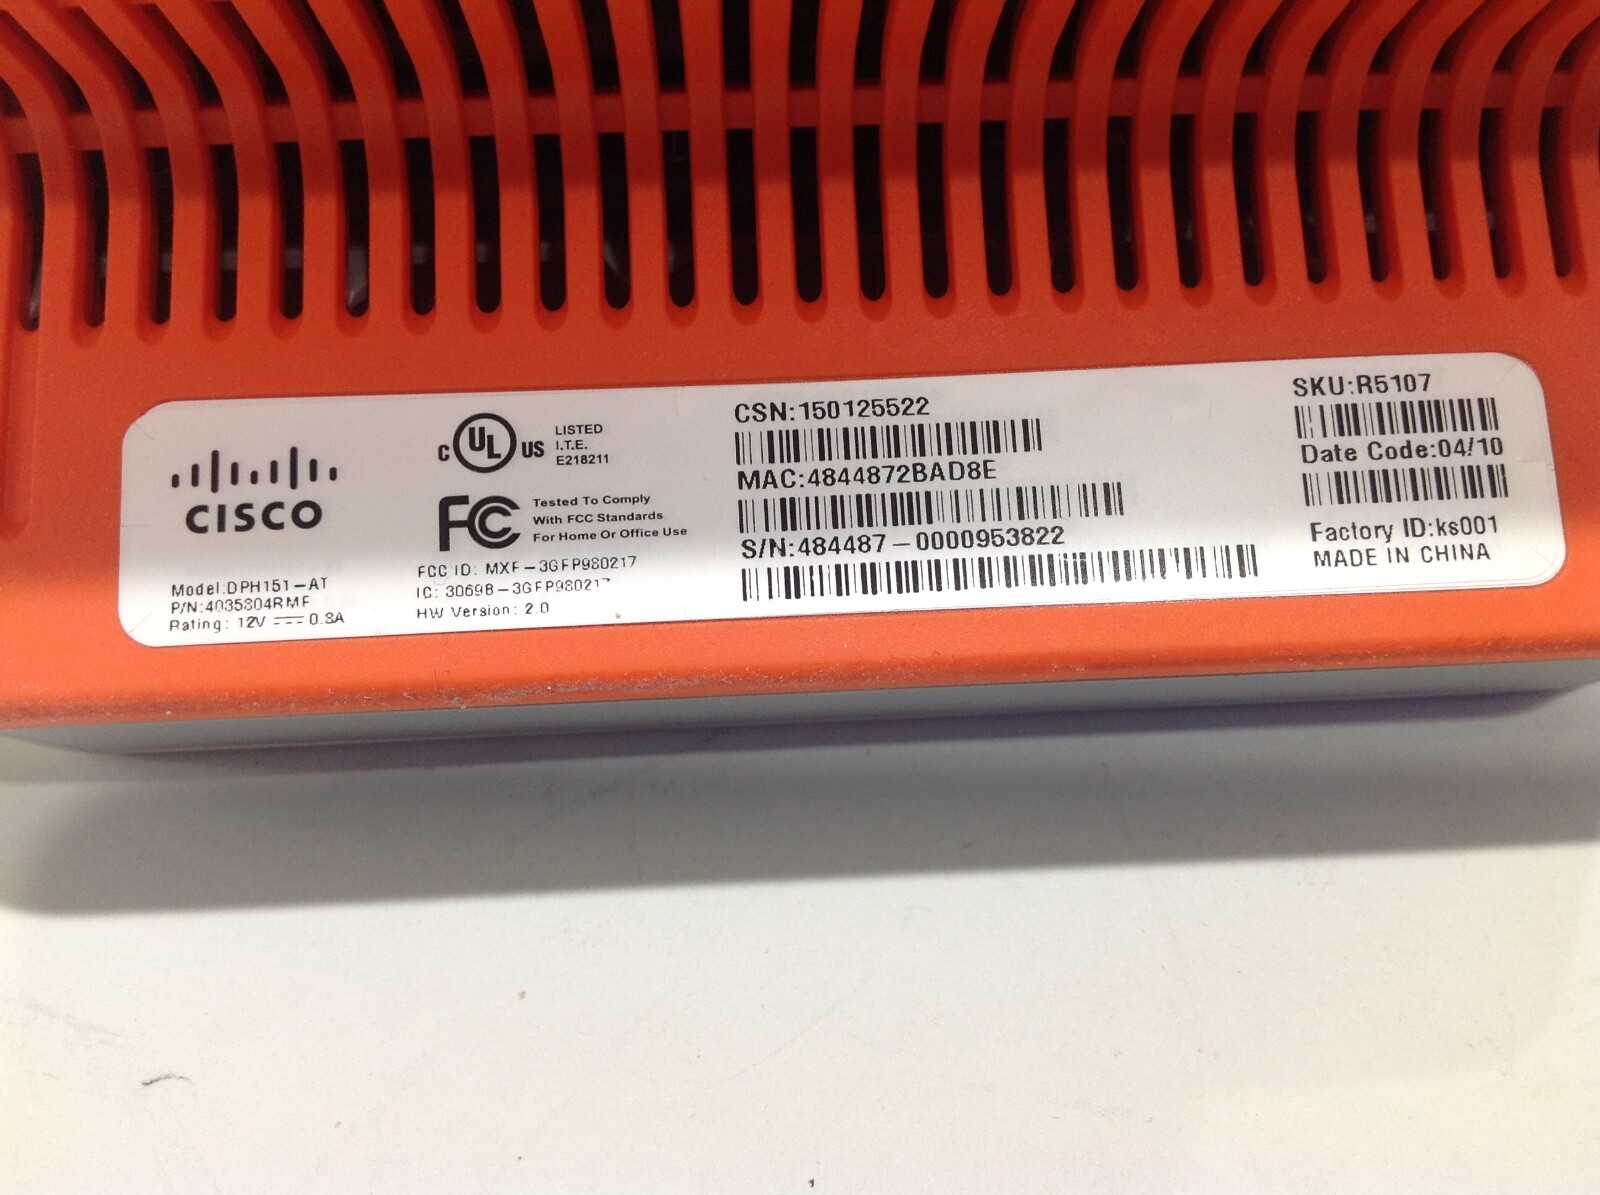 CISCO
Model:DPH151-AT
P/N:4035304RMF
Rating: 12V 0.8A
C UL US LISTED
I.T.E.
E218211
FC Tested To Comply
With FCC Standards
For Home Or Office Use
FCC ID: MXF-3GFP980217
IC: 3069B-3GFP980217
HW Version: 2.0
CSN:150125522
MAC:4844872BAD8E
S/N:484487-0000953822
SKU:R5107
Date Code:04/10
Factory ID:ks001
MADE IN CHINA